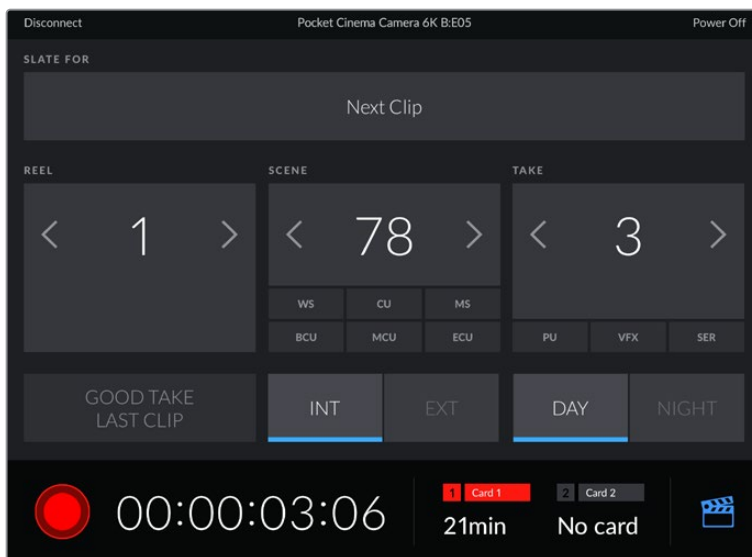 Disconnect Pocket Cinema Camera 6K B:E05 Power Off
SLATE FOR
Next Clip
REEL SCENE TAKE
< 1 > < 78 > < 3 >
WS CU MS
BCU MCU ECU PU VFX SER
GOOD TAKE
LAST CLIP
INT EXT DAY NIGHT
00:00:03:06
1 Card 1 2 Card 2
21min No card